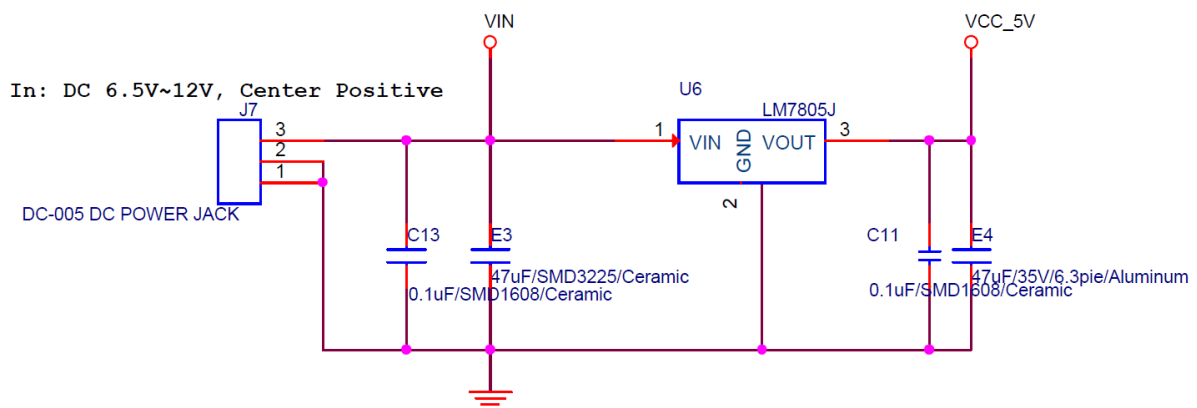 VIN
VCC_5V
In: DC 6.5V~12V, Center Positive
J7
U6
LM7805J
3
2
1
1
VIN
GND
VOUT
3
2
DC-005 DC POWER JACK
C13
E3
C11
E4
47uF/SMD3225/Ceramic
0.1uF/SMD1608/Ceramic
47uF/35V/6.3pie/Aluminum
0.1uF/SMD1608/Ceramic